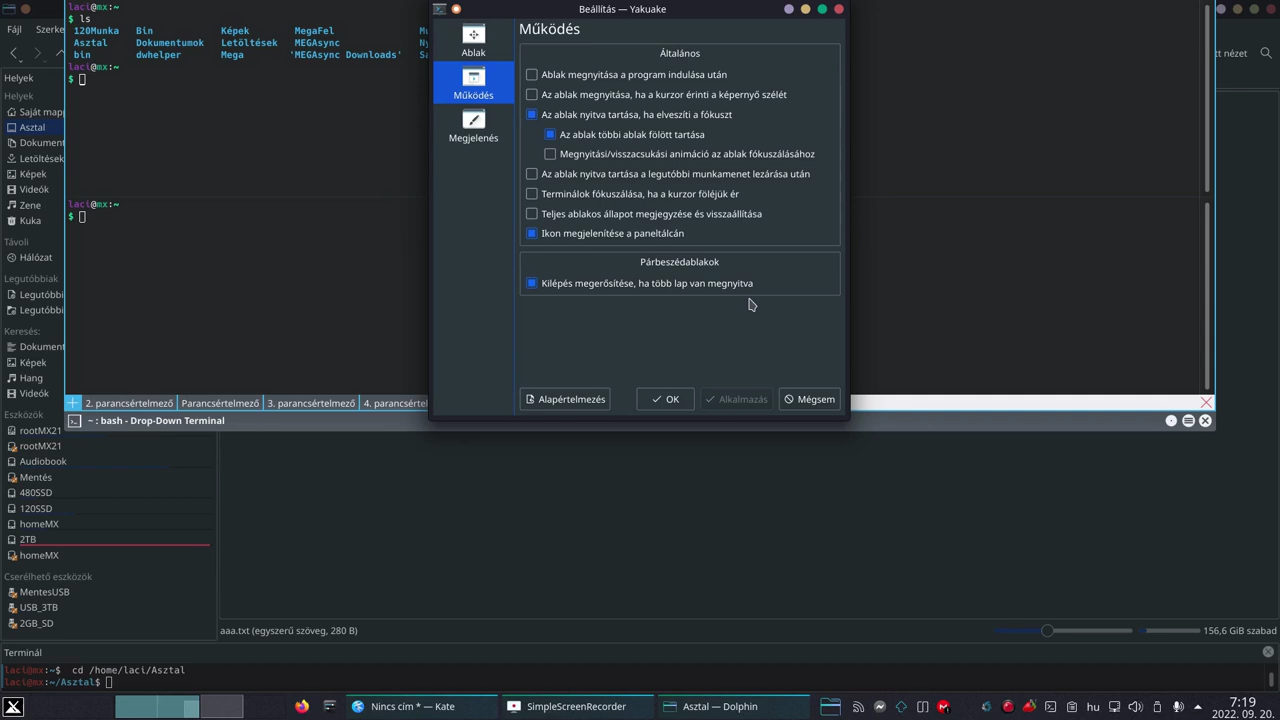 laci@mx:~
$ ls
120Munka Bin Képek MegaFel
Asztal Dokumentumok Letöltések MEGAsync
bin dwhelper Mega 'MEGAsync Downloads'
laci@mx:~
$
laci@mx:~
$
2. parancsértelmező Parancsértelmező 3. parancsértelmező
~ : bash - Drop-Down Terminal
Beállítás — Yakuake
Ablak
Működés
Megjelenés
Működés
Általános
Ablak megnyitása a program indulása után
Az ablak megnyitása, ha a kurzor érinti a képernyő szélét
Az ablak nyitva tartása, ha elveszíti a fókuszt
Az ablak többi ablak fölött tartása
Megnyitási/visszacsukási animáció az ablak fókuszálásához
Az ablak nyitva tartása a legutóbbi munkamenet lezárása után
Terminálok fókuszálása, ha a kurzor föléjük ér
Teljes ablakos állapot megjegyzése és visszaállítása
Ikon megjelenítése a paneltálcán
Párbeszédablakok
Kilépés megerősítése, ha több lap van megnyitva
Alapértelmezés OK Alkalmazás Mégsem
Fájl
tt nézet
Helyek
Helyek
Saját
Asztal
Dokument
Letöltések
Képek
Videók
Zene
Kuka
Távoli
Hálózat
Legutóbbiak
Legutóbbi
Legutóbbi
Keresés:
Dokument
Képek
Hang
Videók
Eszközök
rootMX21
rootMX21
Audiobook
Mentés
480SSD
120SSD
homeMX
2TB
homeMX
Cserélhető eszközök
MentesUSB
USB_3TB
2GB_SD
aaa.txt (egyszerű szöveg, 280 B)
156,6 GiB szabad
Terminál
laci@mx:~$ cd /home/laci/Asztal
laci@mx:~/Asztal$
Nincs cím * — Kate SimpleScreenRecorder Asztal — Dolphin
hu
7:19
2022. 09. 20.